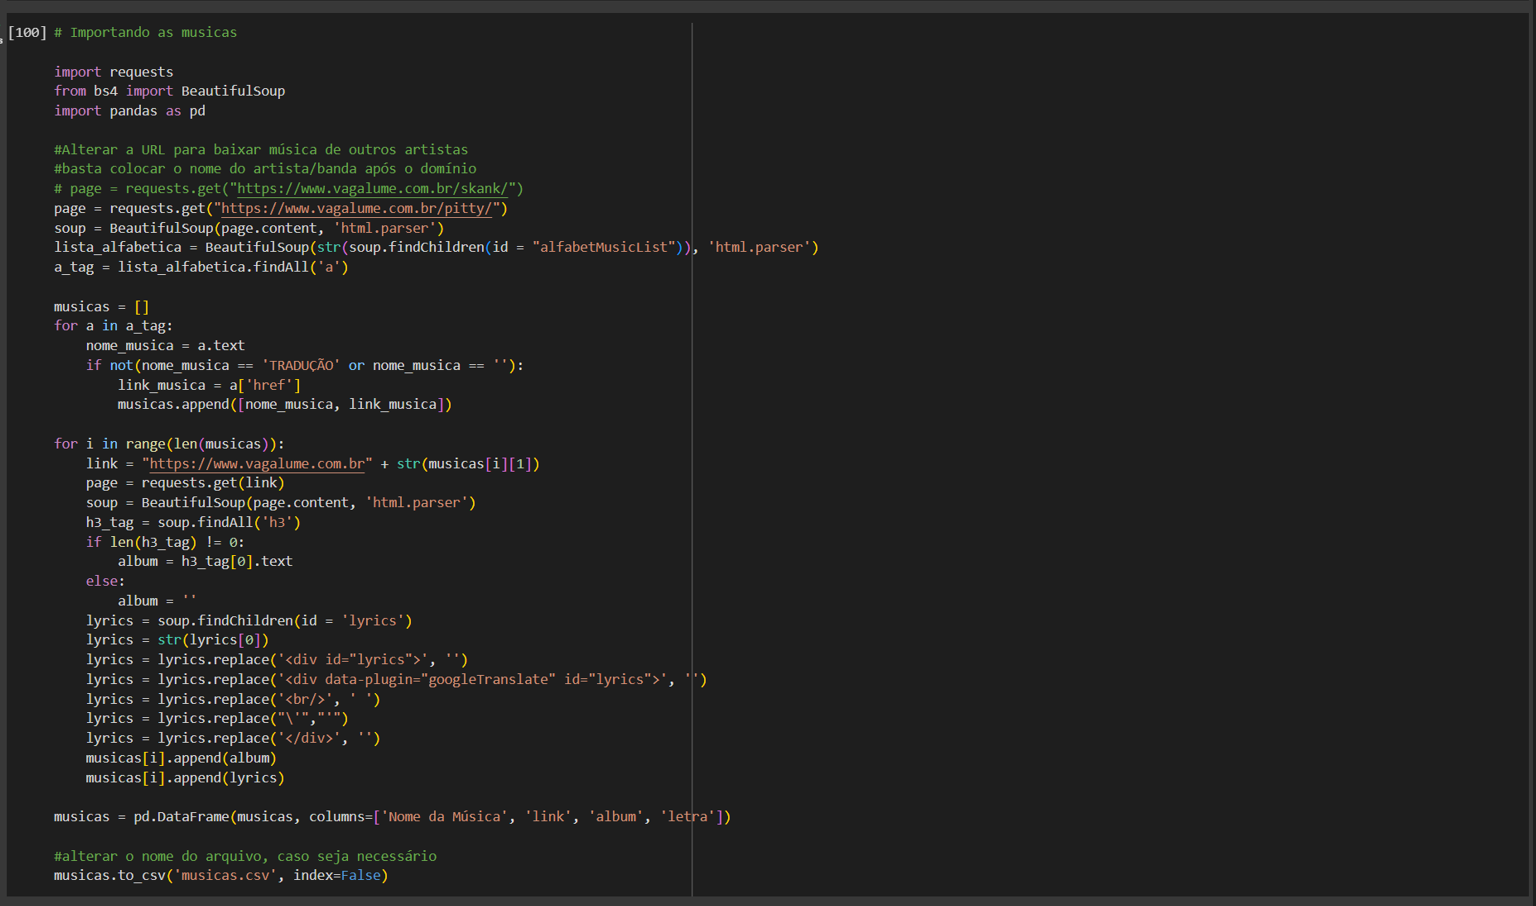 [100] # Importando as musicas
import requests
from bs4 import BeautifulSoup
import pandas as pd
#Alterar a URL para baixar música de outros artistas
#basta colocar o nome do artista/banda após o domínio
# page = requests.get("https://www.vagalume.com.br/skank/")
page = requests.get("https://www.vagalume.com.br/pitty/")
soup = BeautifulSoup(page.content, 'html.parser')
lista_alfabetica = BeautifulSoup(str(soup.findChildren(id = "alfabetMusicList")), 'html.parser')
a_tag = lista_alfabetica.findAll('a')
musicas = []
for a in a_tag:
    nome_musica = a.text
    if not(nome_musica == 'TRADUÇÃO' or nome_musica == ''):
        link_musica = a['href']
        musicas.append([nome_musica, link_musica])
for i in range(len(musicas)):
    link = "https://www.vagalume.com.br" + str(musicas[i][1])
    page = requests.get(link)
    soup = BeautifulSoup(page.content, 'html.parser')
    h3_tag = soup.findAll('h3')
    if len(h3_tag) != 0:
        album = h3_tag[0].text
    else:
        album = ''
    lyrics = soup.findChildren(id = 'lyrics')
    lyrics = str(lyrics[0])
    lyrics = lyrics.replace('<div id="lyrics">', '')
    lyrics = lyrics.replace('<div data-plugin="googleTranslate" id="lyrics">', '')
    lyrics = lyrics.replace('<br/>', ' ')
    lyrics = lyrics.replace("\'","'")
    lyrics = lyrics.replace('</div>', '')
    musicas[i].append(album)
    musicas[i].append(lyrics)
musicas = pd.DataFrame(musicas, columns=['Nome da Música', 'link', 'album', 'letra'])
#alterar o nome do arquivo, caso seja necessário
musicas.to_csv('musicas.csv', index=False)